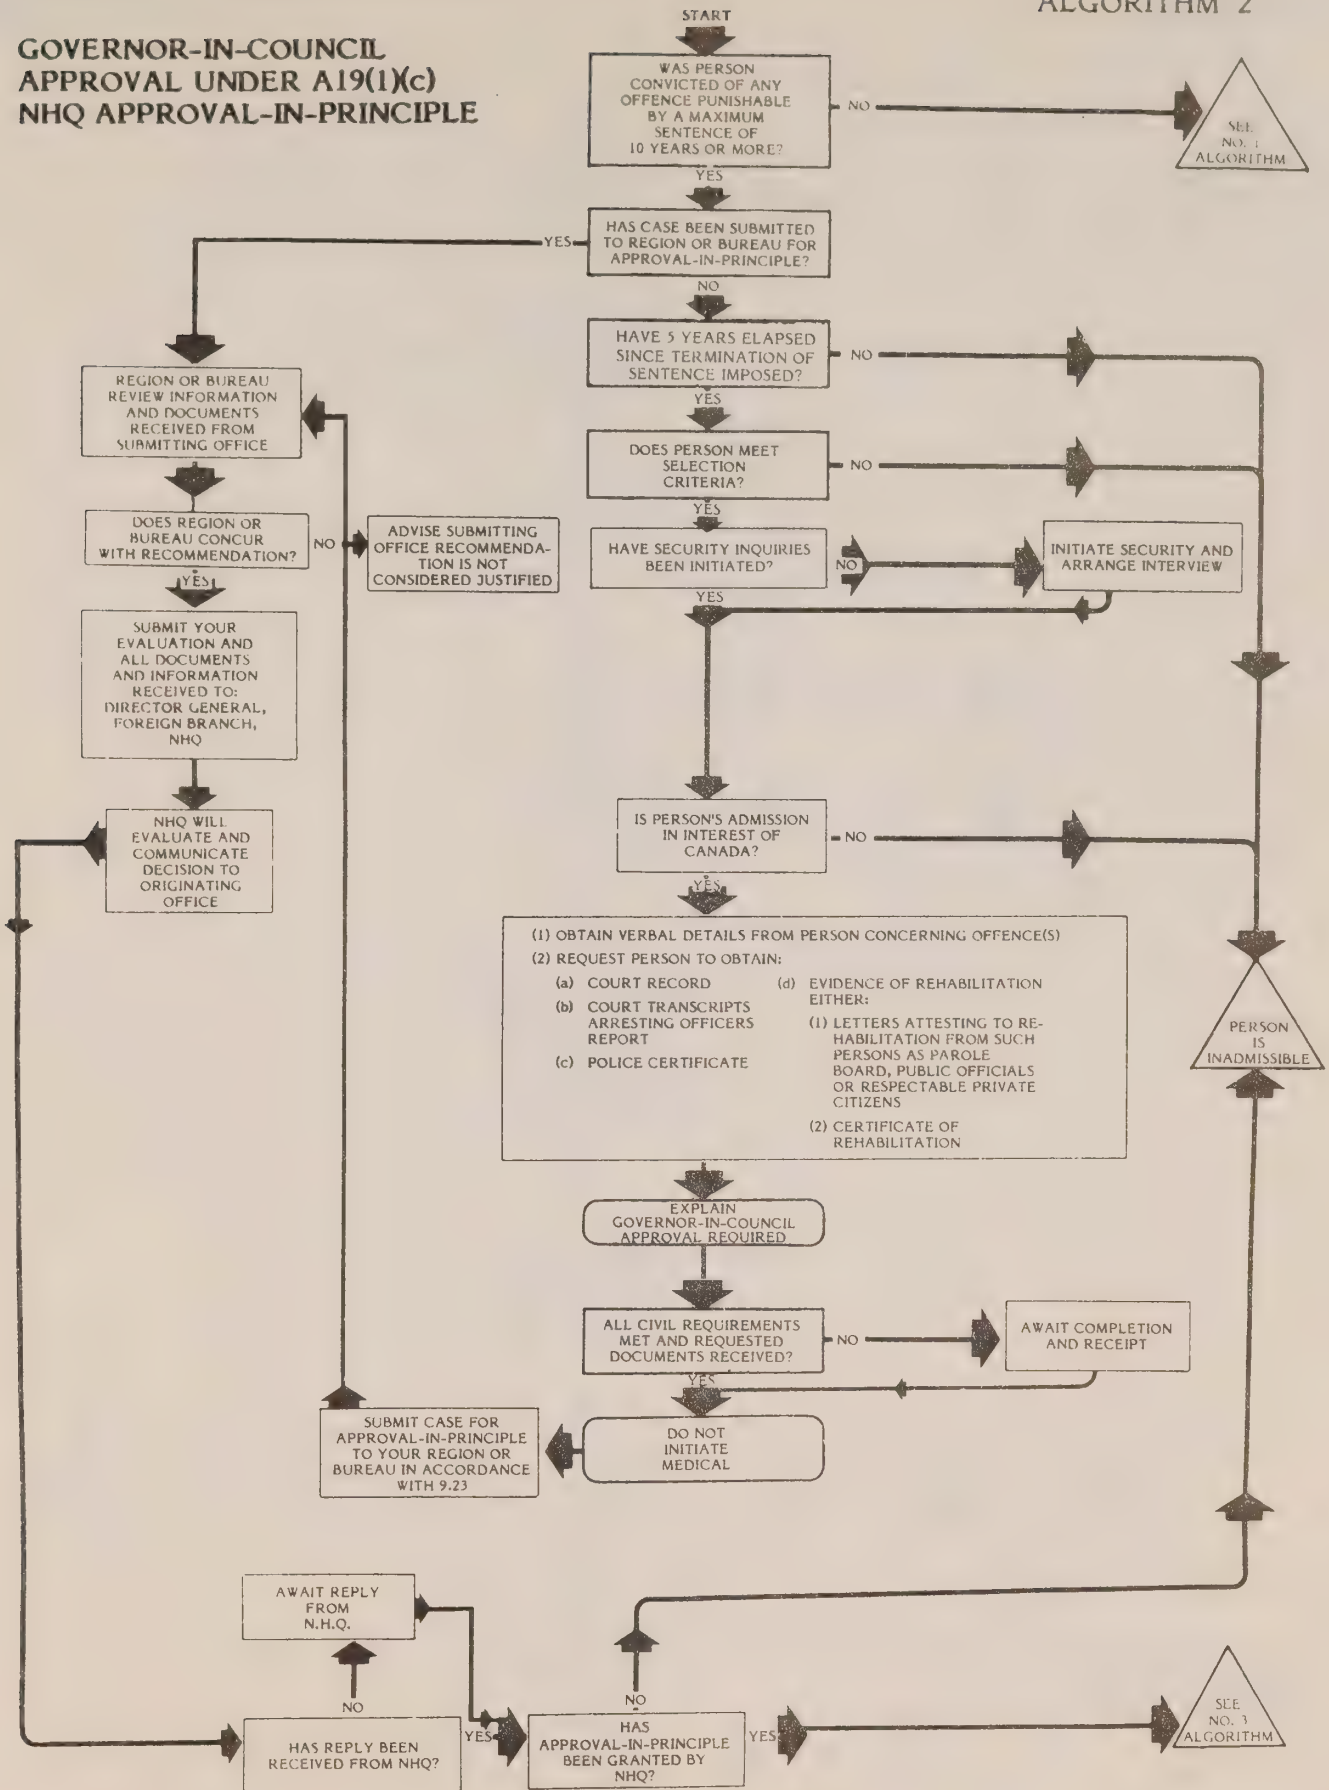 ALGORITHM 2
GOVERNOR-IN-COUNCIL
APPROVAL UNDER A19(1)(c)
NHQ APPROVAL-IN-PRINCIPLE
START
WAS PERSON
CONVICTED OF ANY
OFFENCE PUNISHABLE
BY A MAXIMUM
SENTENCE OF
10 YEARS OR MORE?
NO
SEE
NO. 1
ALGORITHM
YES
HAS CASE BEEN SUBMITTED
TO REGION OR BUREAU FOR
APPROVAL-IN-PRINCIPLE?
YES
NO
HAVE 5 YEARS ELAPSED
SINCE TERMINATION OF
SENTENCE IMPOSED?
NO
YES
REGION OR BUREAU
REVIEW INFORMATION
AND DOCUMENTS
RECEIVED FROM
SUBMITTING OFFICE
DOES PERSON MEET
SELECTION
CRITERIA?
NO
YES
DOES REGION OR
BUREAU CONCUR
WITH RECOMMENDATION?
NO
ADVISE SUBMITTING
OFFICE RECOMMENDA-
TION IS NOT
CONSIDERED JUSTIFIED
YES
HAVE SECURITY INQUIRIES
BEEN INITIATED?
NO
INITIATE SECURITY AND
ARRANGE INTERVIEW
YES
SUBMIT YOUR
EVALUATION AND
ALL DOCUMENTS
AND INFORMATION
RECEIVED TO:
DIRECTOR GENERAL,
FOREIGN BRANCH,
NHQ
NHQ WILL
EVALUATE AND
COMMUNICATE
DECISION TO
ORIGINATING
OFFICE
IS PERSON'S ADMISSION
IN INTEREST OF
CANADA?
NO
YES
(1) OBTAIN VERBAL DETAILS FROM PERSON CONCERNING OFFENCE(S)
(2) REQUEST PERSON TO OBTAIN:
(a) COURT RECORD
(b) COURT TRANSCRIPTS
ARRESTING OFFICERS
REPORT
(c) POLICE CERTIFICATE
(d) EVIDENCE OF REHABILITATION
EITHER:
(1) LETTERS ATTESTING TO RE-
HABILITATION FROM SUCH
PERSONS AS PAROLE
BOARD, PUBLIC OFFICIALS
OR RESPECTABLE PRIVATE
CITIZENS
(2) CERTIFICATE OF
REHABILITATION
PERSON
IS
INADMISSIBLE
EXPLAIN
GOVERNOR-IN-COUNCIL
APPROVAL REQUIRED
ALL CIVIL REQUIREMENTS
MET AND REQUESTED
DOCUMENTS RECEIVED?
NO
AWAIT COMPLETION
AND RECEIPT
YES
DO NOT
INITIATE
MEDICAL
SUBMIT CASE FOR
APPROVAL-IN-PRINCIPLE
TO YOUR REGION OR
BUREAU IN ACCORDANCE
WITH 9.23
AWAIT REPLY
FROM
N.H.Q.
NO
HAS REPLY BEEN
RECEIVED FROM NHQ?
YES
NO
HAS
APPROVAL-IN-PRINCIPLE
BEEN GRANTED BY
NHQ?
YES
SEE
NO. 3
ALGORITHM